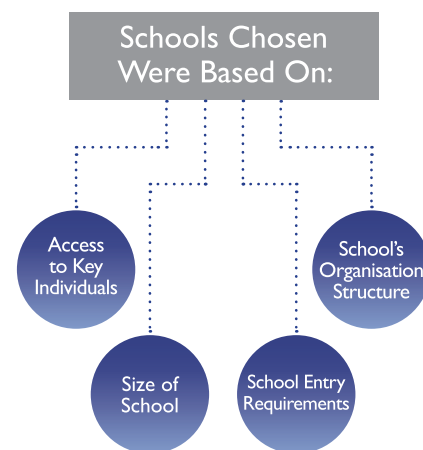 Schools Chosen
Were Based On:
Access
to Key
Individuals
Size of
School
School Entry
Requirements
School's
Organisation
Structure